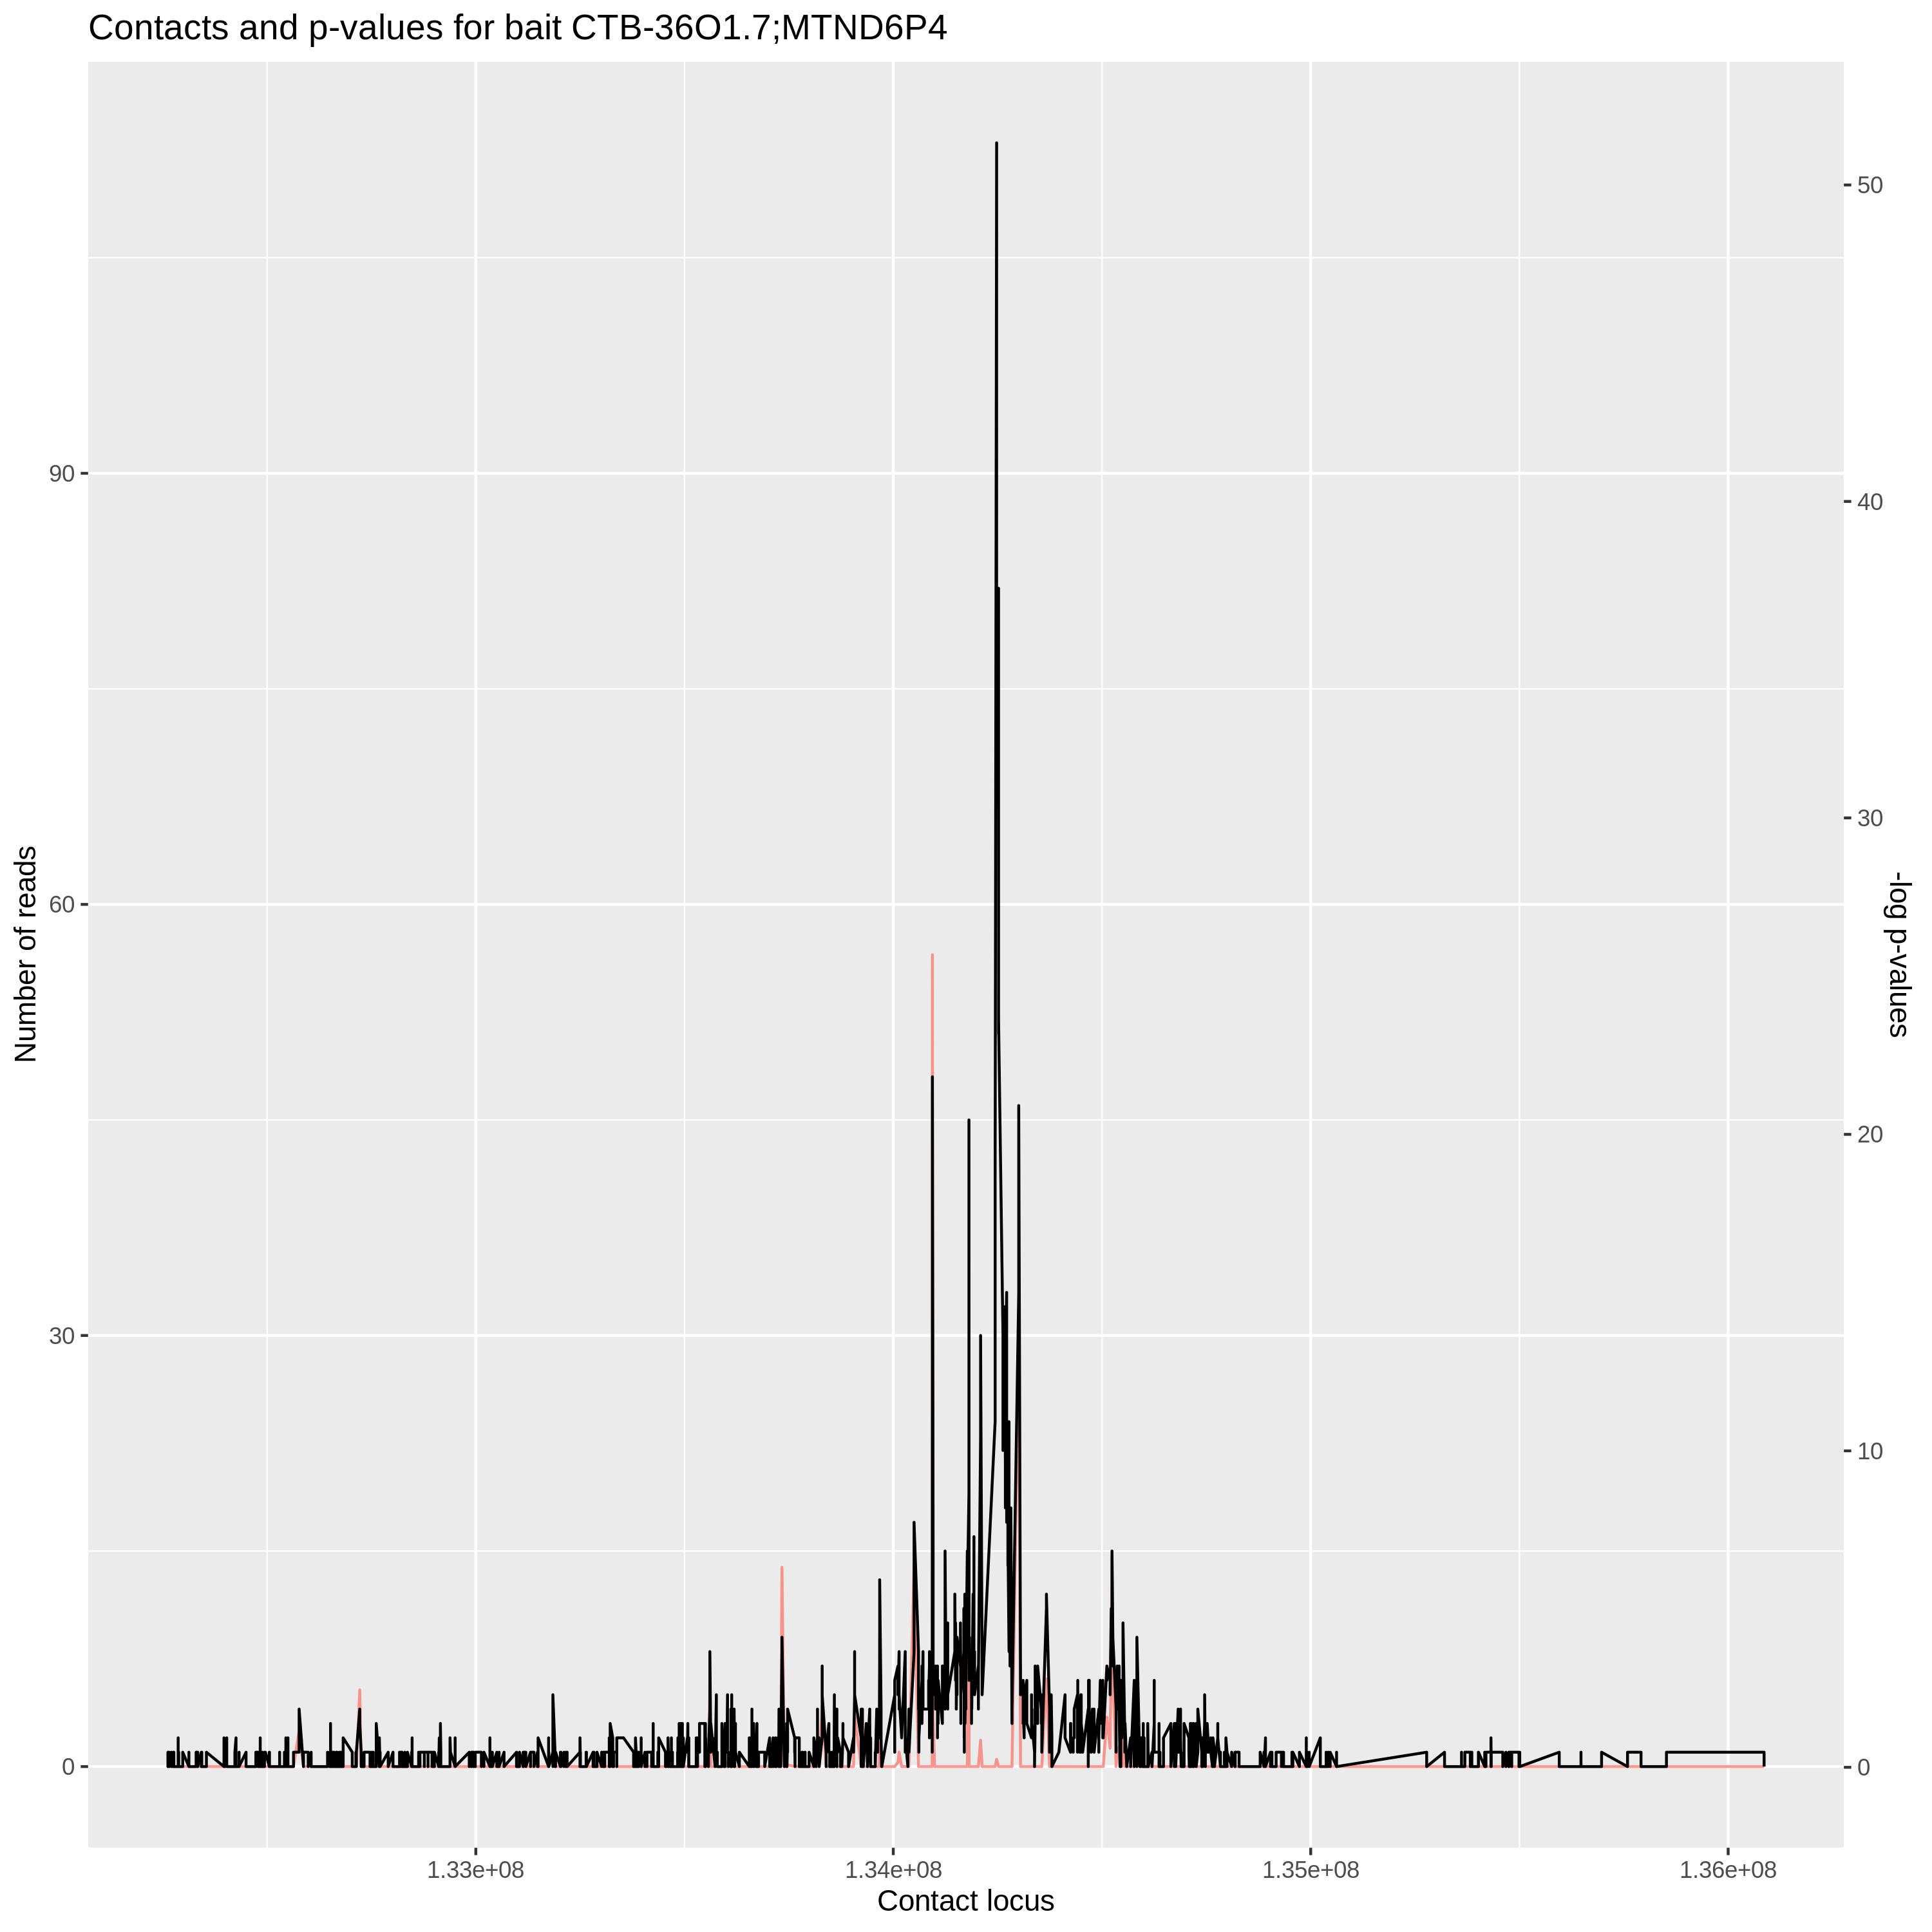 Contacts and p-values for bait CTB-36O1.7;MTND6P4
Number of reads
90
60
30
0
50
40
30
20
10
0
-log p-values
1.33e+08
1.34e+08
1.35e+08
1.36e+08
Contact locus